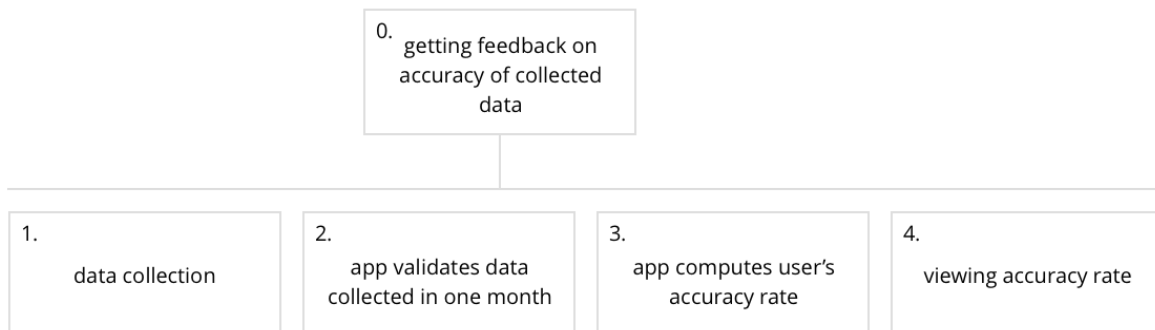 0.
getting feedback on
accuracy of collected
data
1.
data collection
2.
app validates data
collected in one month
3.
app computes user’s
accuracy rate
4.
viewing accuracy rate